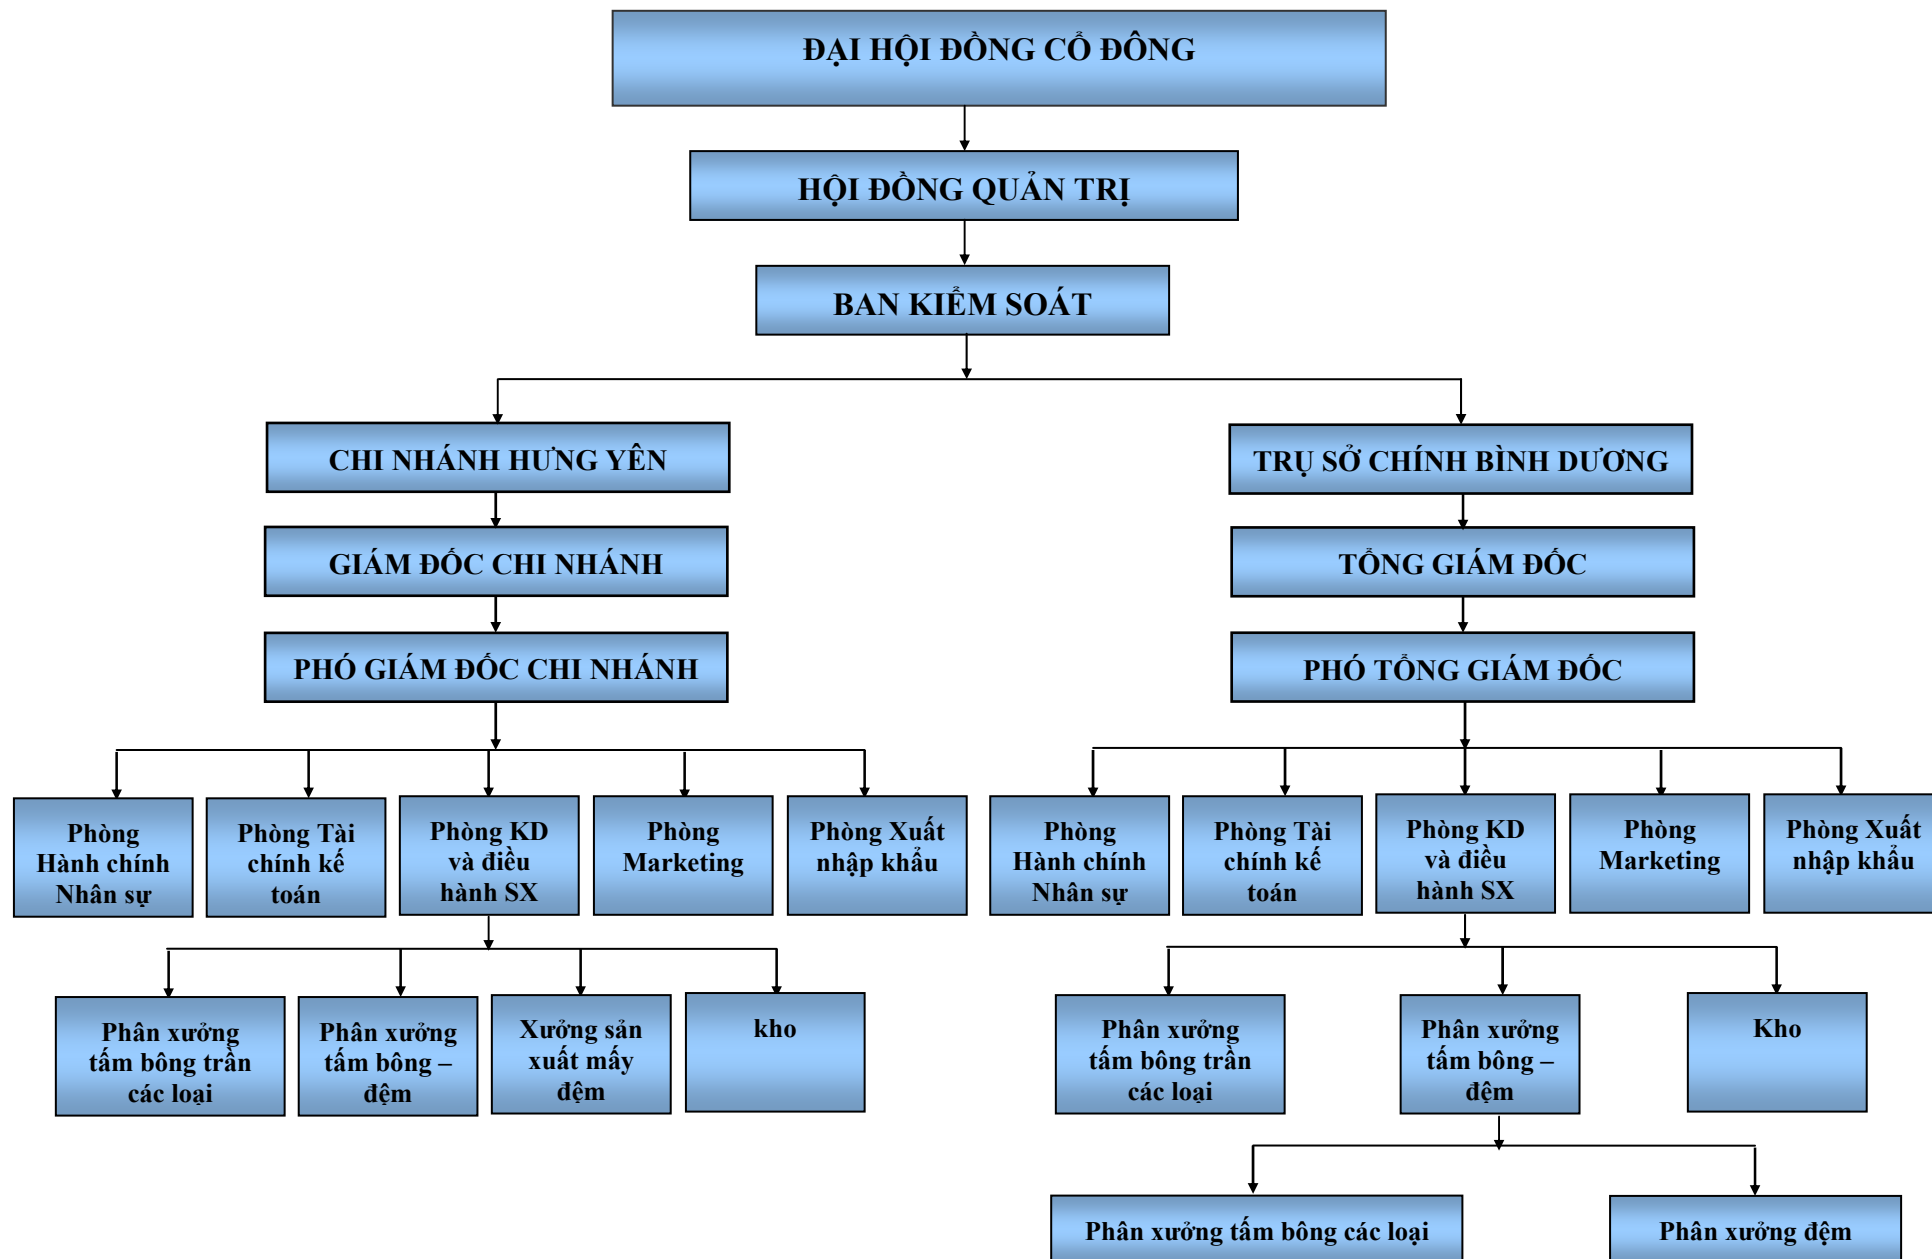 ĐẠI HỘI ĐỒNG CỔ ĐÔNG
HỘI ĐỒNG QUẢN TRỊ
BAN KIỂM SOÁT
CHI NHÁNH HƯNG YÊN
TRỤ SỞ CHÍNH BÌNH DƯƠNG
GIÁM ĐỐC CHI NHÁNH
TỔNG GIÁM ĐỐC
PHÓ GIÁM ĐỐC CHI NHÁNH
PHÓ TỔNG GIÁM ĐỐC
Phòng
Hành chính
Nhân sự
Phòng Tài
chính kế
toán
Phòng KD
và điều
hành SX
Phòng
Marketing
Phòng Xuất
nhập khẩu
Phòng
Hành chính
Nhân sự
Phòng Tài
chính kế
toán
Phòng KD
và điều
hành SX
Phòng
Marketing
Phòng Xuất
nhập khẩu
Phân xưởng
tấm bông trần
các loại
Phân xưởng
tấm bông –
đệm
Xưởng sản
xuất mấy
đệm
kho
Phân xưởng
tấm bông trần
các loại
Phân xưởng
tấm bông –
đệm
Kho
Phân xưởng tấm bông các loại
Phân xưởng đệm